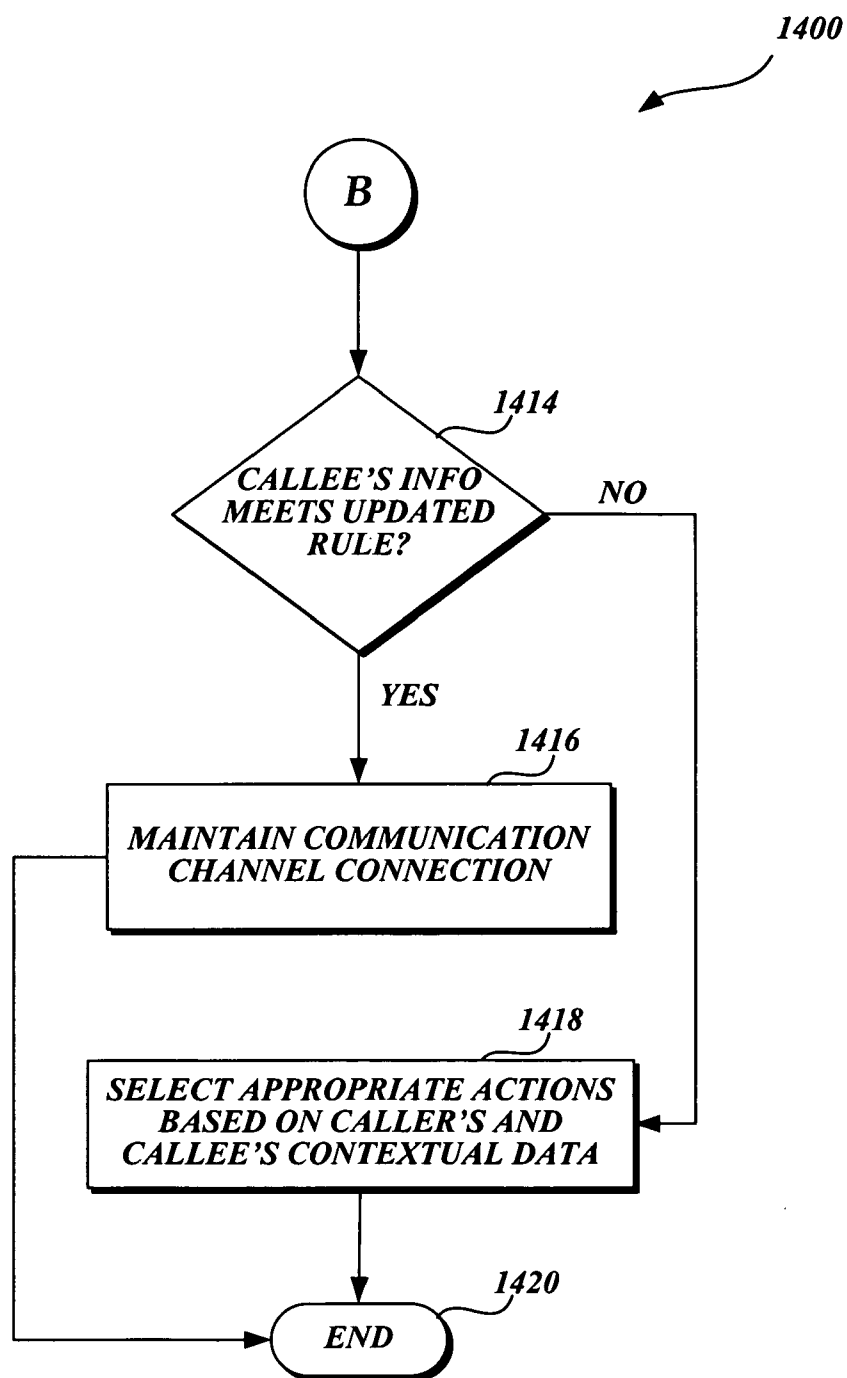 1400
B
1414
CALLEE'S INFO
MEETS UPDATED
RULE?
NO
YES
1416
MAINTAIN COMMUNICATION
CHANNEL CONNECTION
1418
SELECT APPROPRIATE ACTIONS
BASED ON CALLER'S AND
CALLEE'S CONTEXTUAL DATA
1420
END